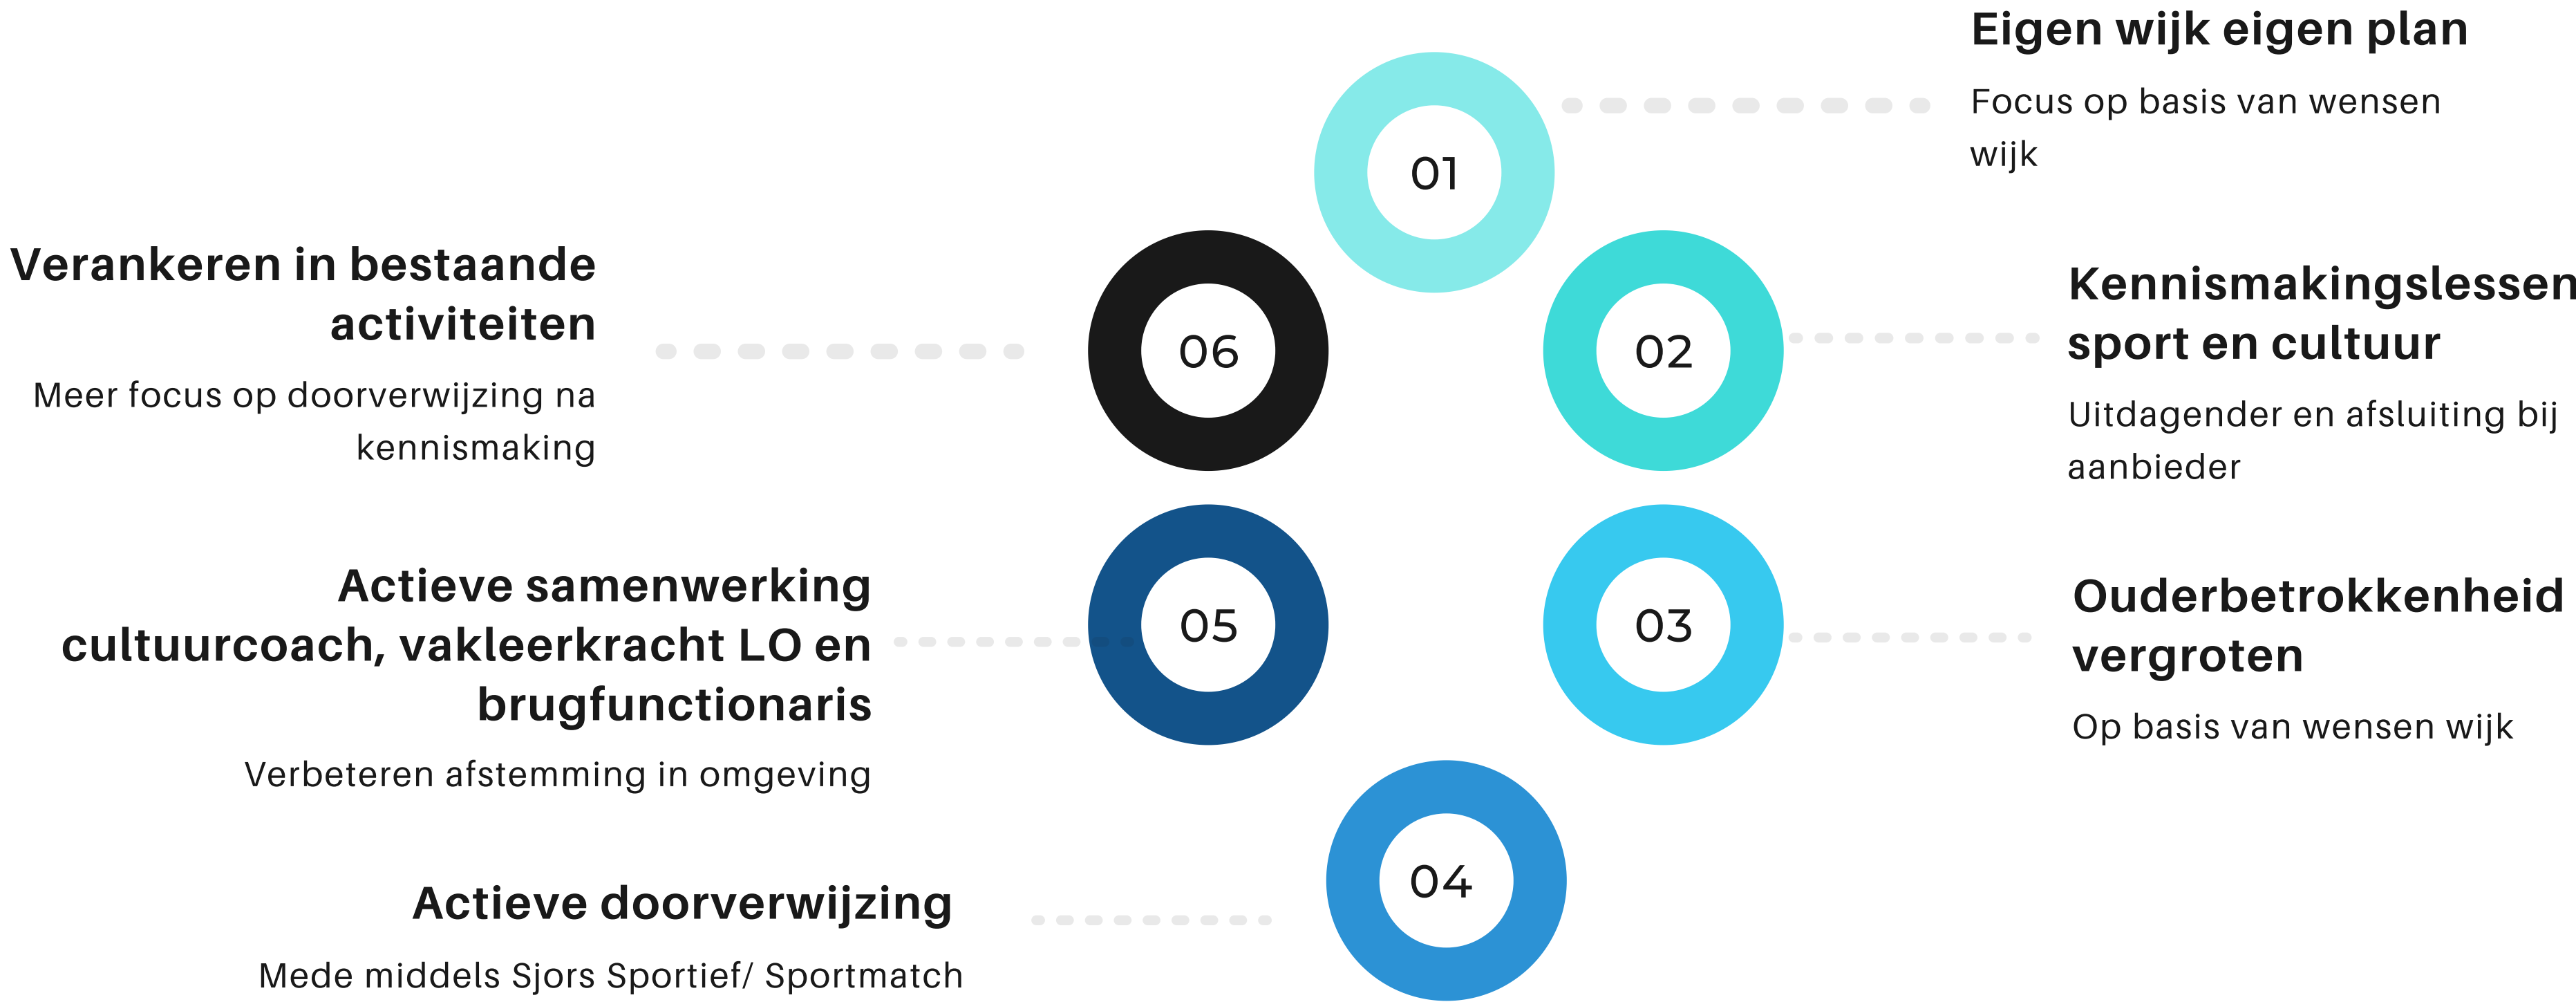 01
Eigen wijk eigen plan
Focus op basis van wensen
wijk
02
Kennismakingslessen
sport en cultuur
Uitdagender en afsluiting bij
aanbieder
03
Ouderbetrokkenheid
vergroten
Op basis van wensen wijk
04
Actieve doorverwijzing
Mede middels Sjors Sportief/ Sportmatch
05
Actieve samenwerking
cultuurcoach, vakleerkracht LO en
brugfunctionaris
Verbeteren afstemming in omgeving
06
Verankeren in bestaande
activiteiten
Meer focus op doorverwijzing na
kennismaking